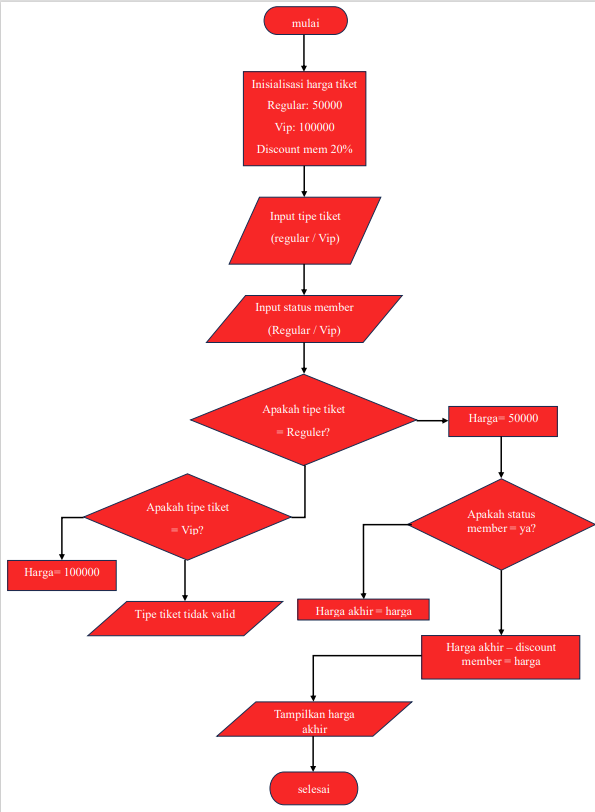 mulai
Inisialisasi harga tiket
Regular: 50000
Vip: 100000
Discount mem 20%
Input tipe tiket
(regular / Vip)
Input status member
(Regular / Vip)
Apakah tipe tiket
= Reguler?
Harga= 50000
Apakah tipe tiket
= Vip?
Apakah status
member = ya?
Harga= 100000
Tipe tiket tidak valid
Harga akhir = harga
Harga akhir – discount
member = harga
Tampilkan harga
akhir
selesai